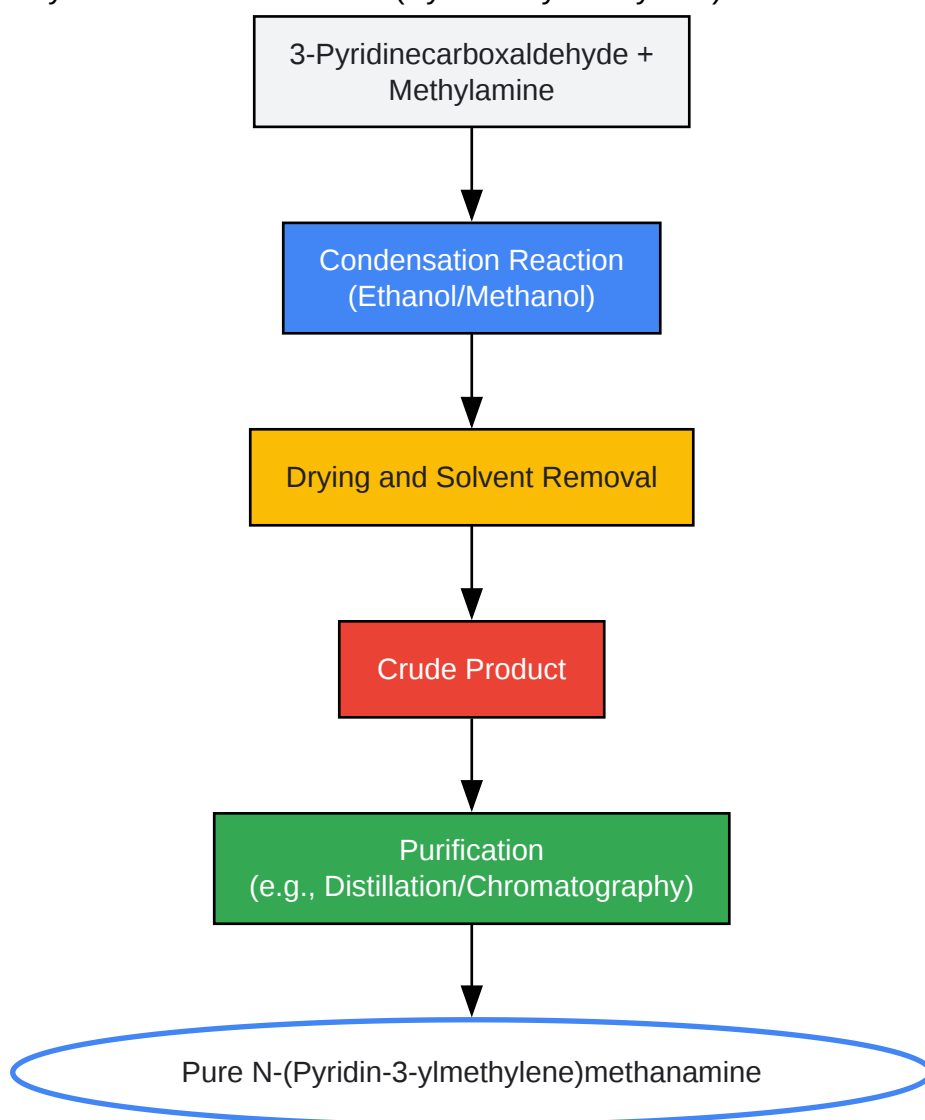 3-Pyridinecarboxaldehyde +
Methylamine
Condensation Reaction
(Ethanol/Methanol)
Drying and Solvent Removal
Crude Product
Purification
(e.g., Distillation/Chromatography)
Pure N-(Pyridin-3-ylmethylene)methanamine